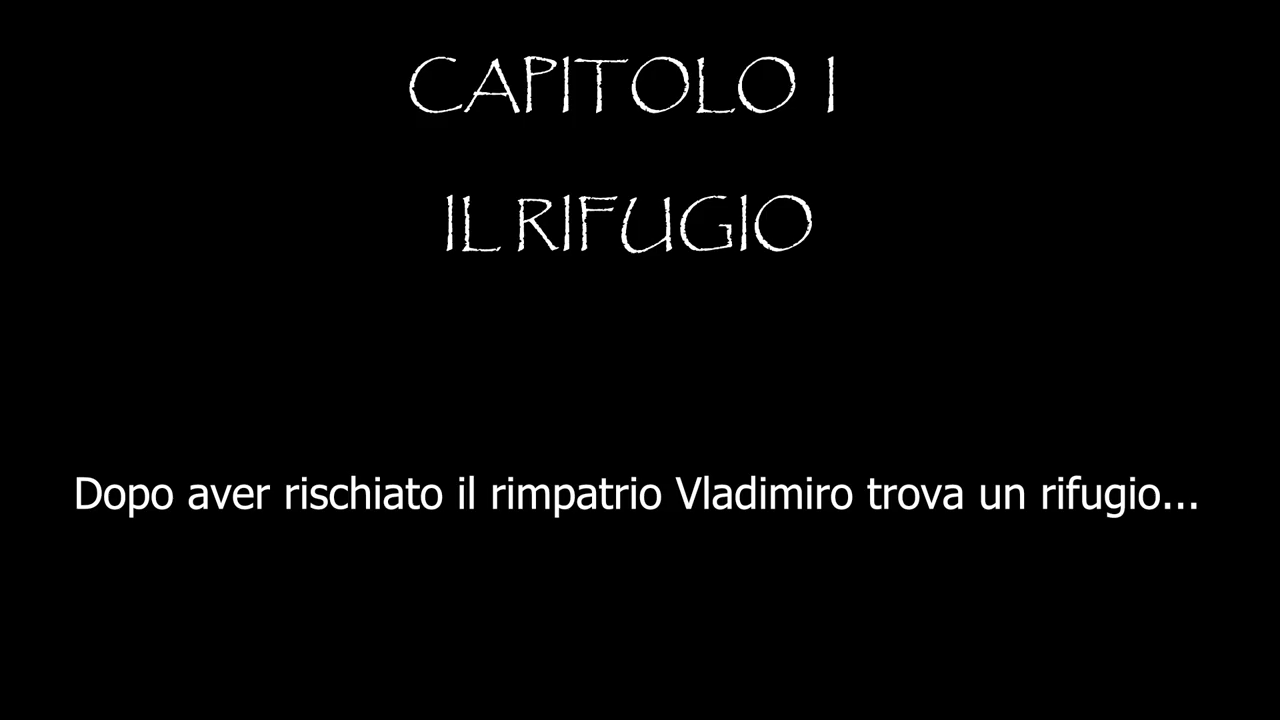 CAPITOLO I
IL RIFUGIO
Dopo aver rischiato il rimpatrio Vladimiro trova un rifugio...